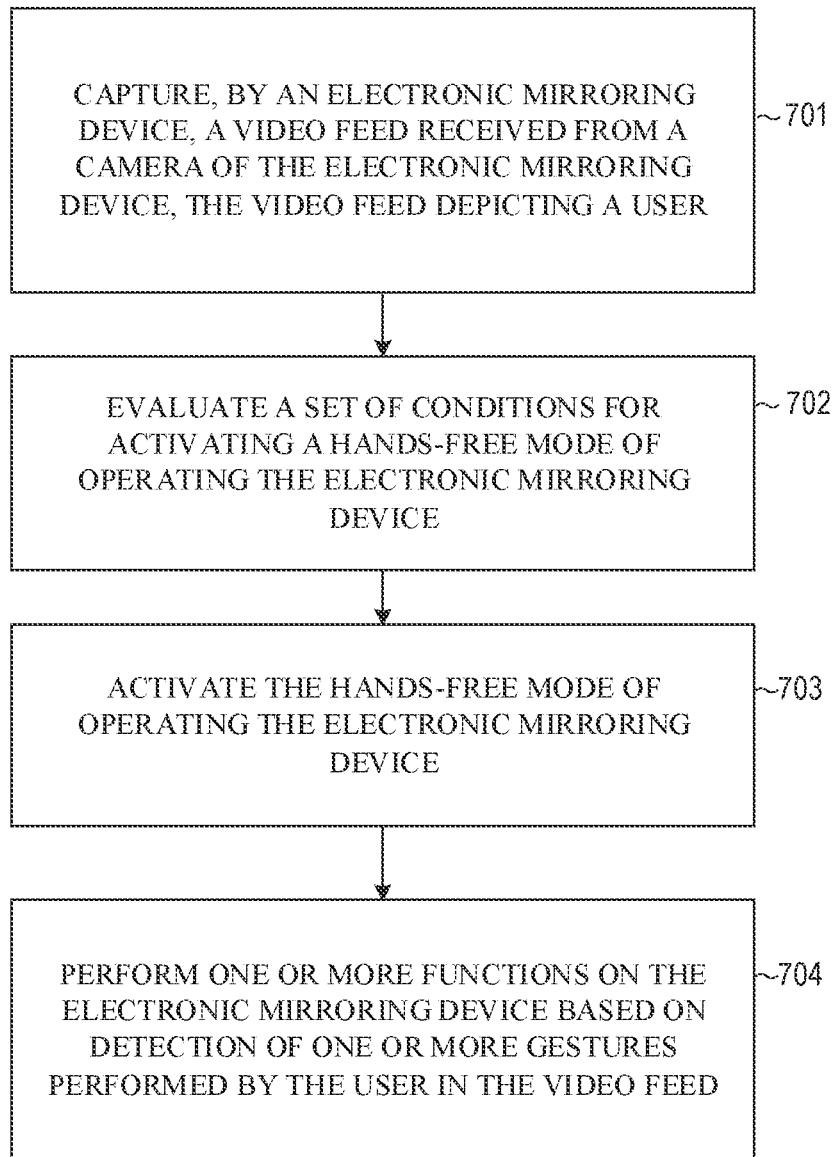 CAPTURE, BY AN ELECTRONIC MIRRORING
DEVICE, A VIDEO FEED RECEIVED FROM A
CAMERA OF THE ELECTRONIC MIRRORING
DEVICE, THE VIDEO FEED DEPICTING A USER
701
EVALUATE A SET OF CONDITIONS FOR
ACTIVATING A HANDS-FREE MODE OF
OPERATING THE ELECTRONIC MIRRORING
DEVICE
702
ACTIVATE THE HANDS-FREE MODE OF
OPERATING THE ELECTRONIC MIRRORING
DEVICE
703
PERFORM ONE OR MORE FUNCTIONS ON THE
ELECTRONIC MIRRORING DEVICE BASED ON
DETECTION OF ONE OR MORE GESTURES
PERFORMED BY THE USER IN THE VIDEO FEED
704